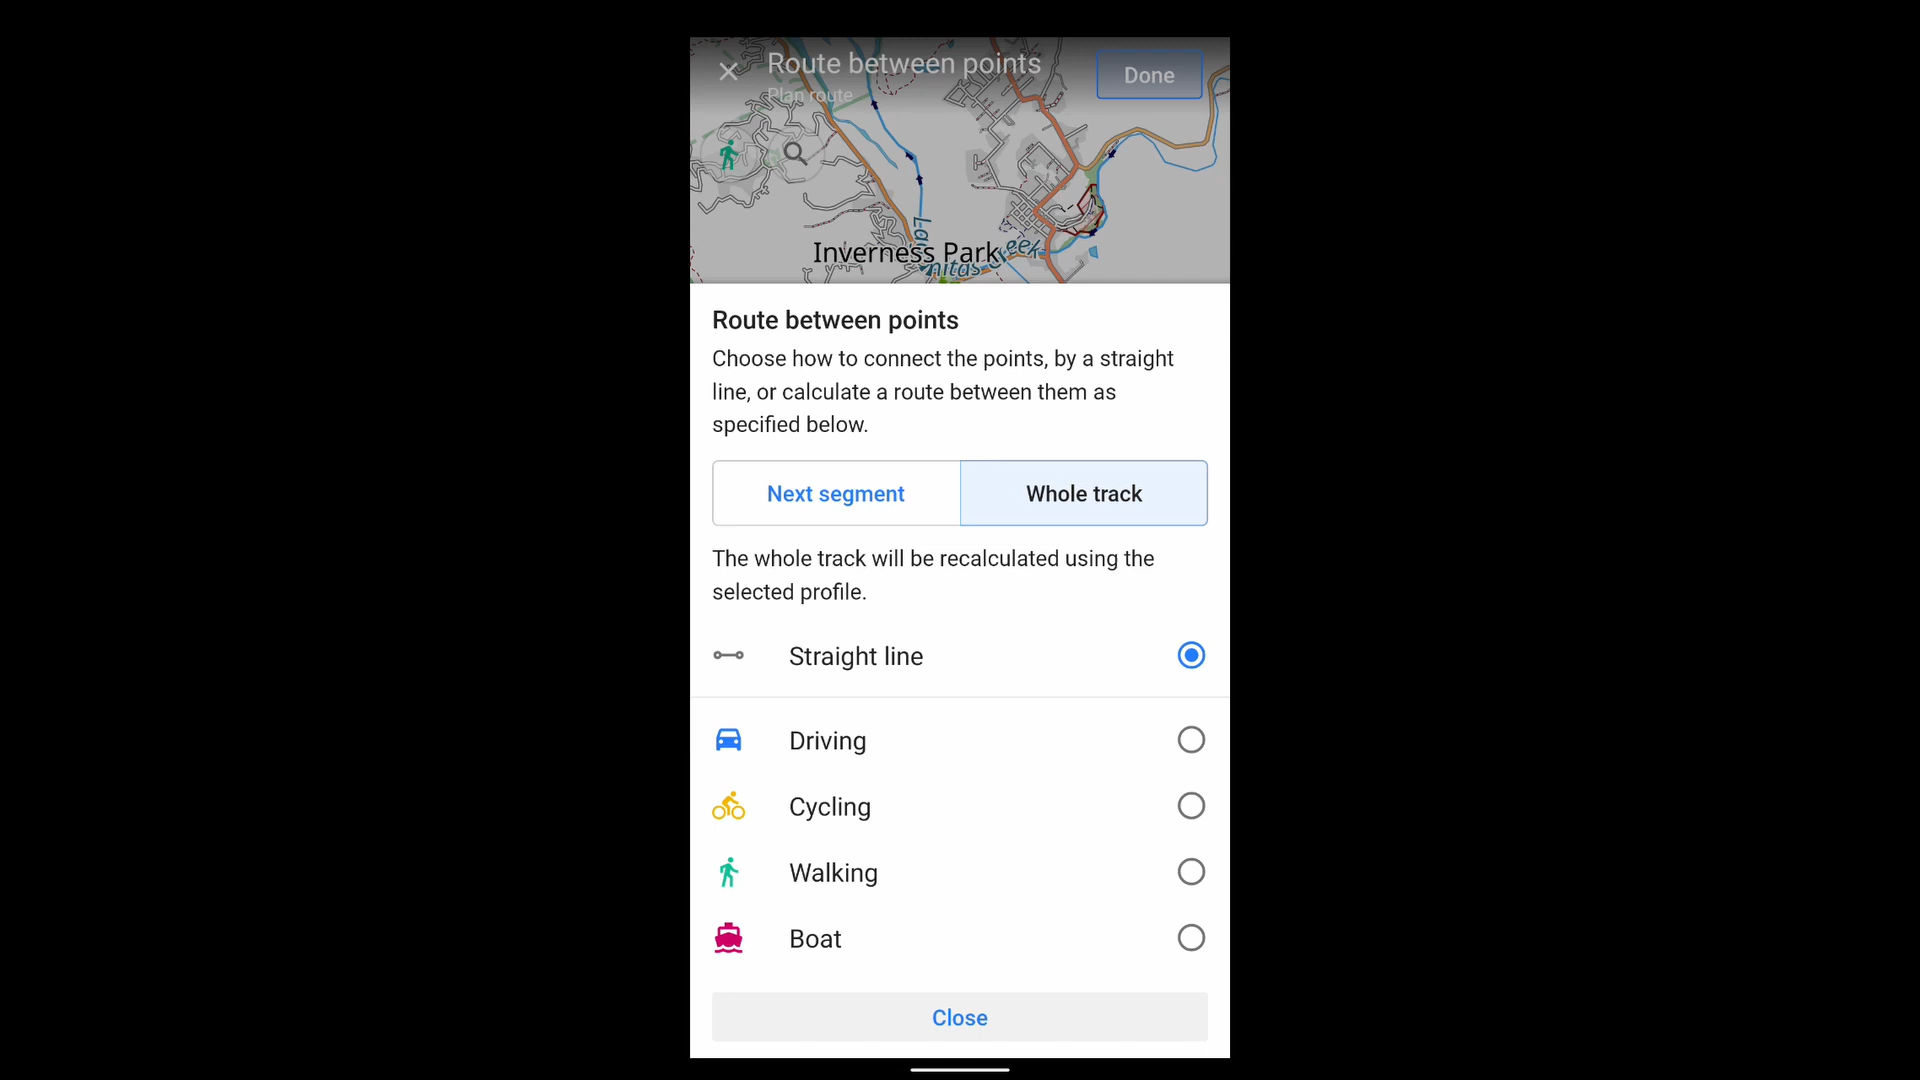 Route between points
Plan route
Done
Inverness Park
eek
nitas
Route between points
Choose how to connect the points, by a straight
line, or calculate a route between them as
specified below.
Next segment
Whole track
The whole track will be recalculated using the
selected profile.
Straight line
Driving
Cycling
Walking
Boat
Close